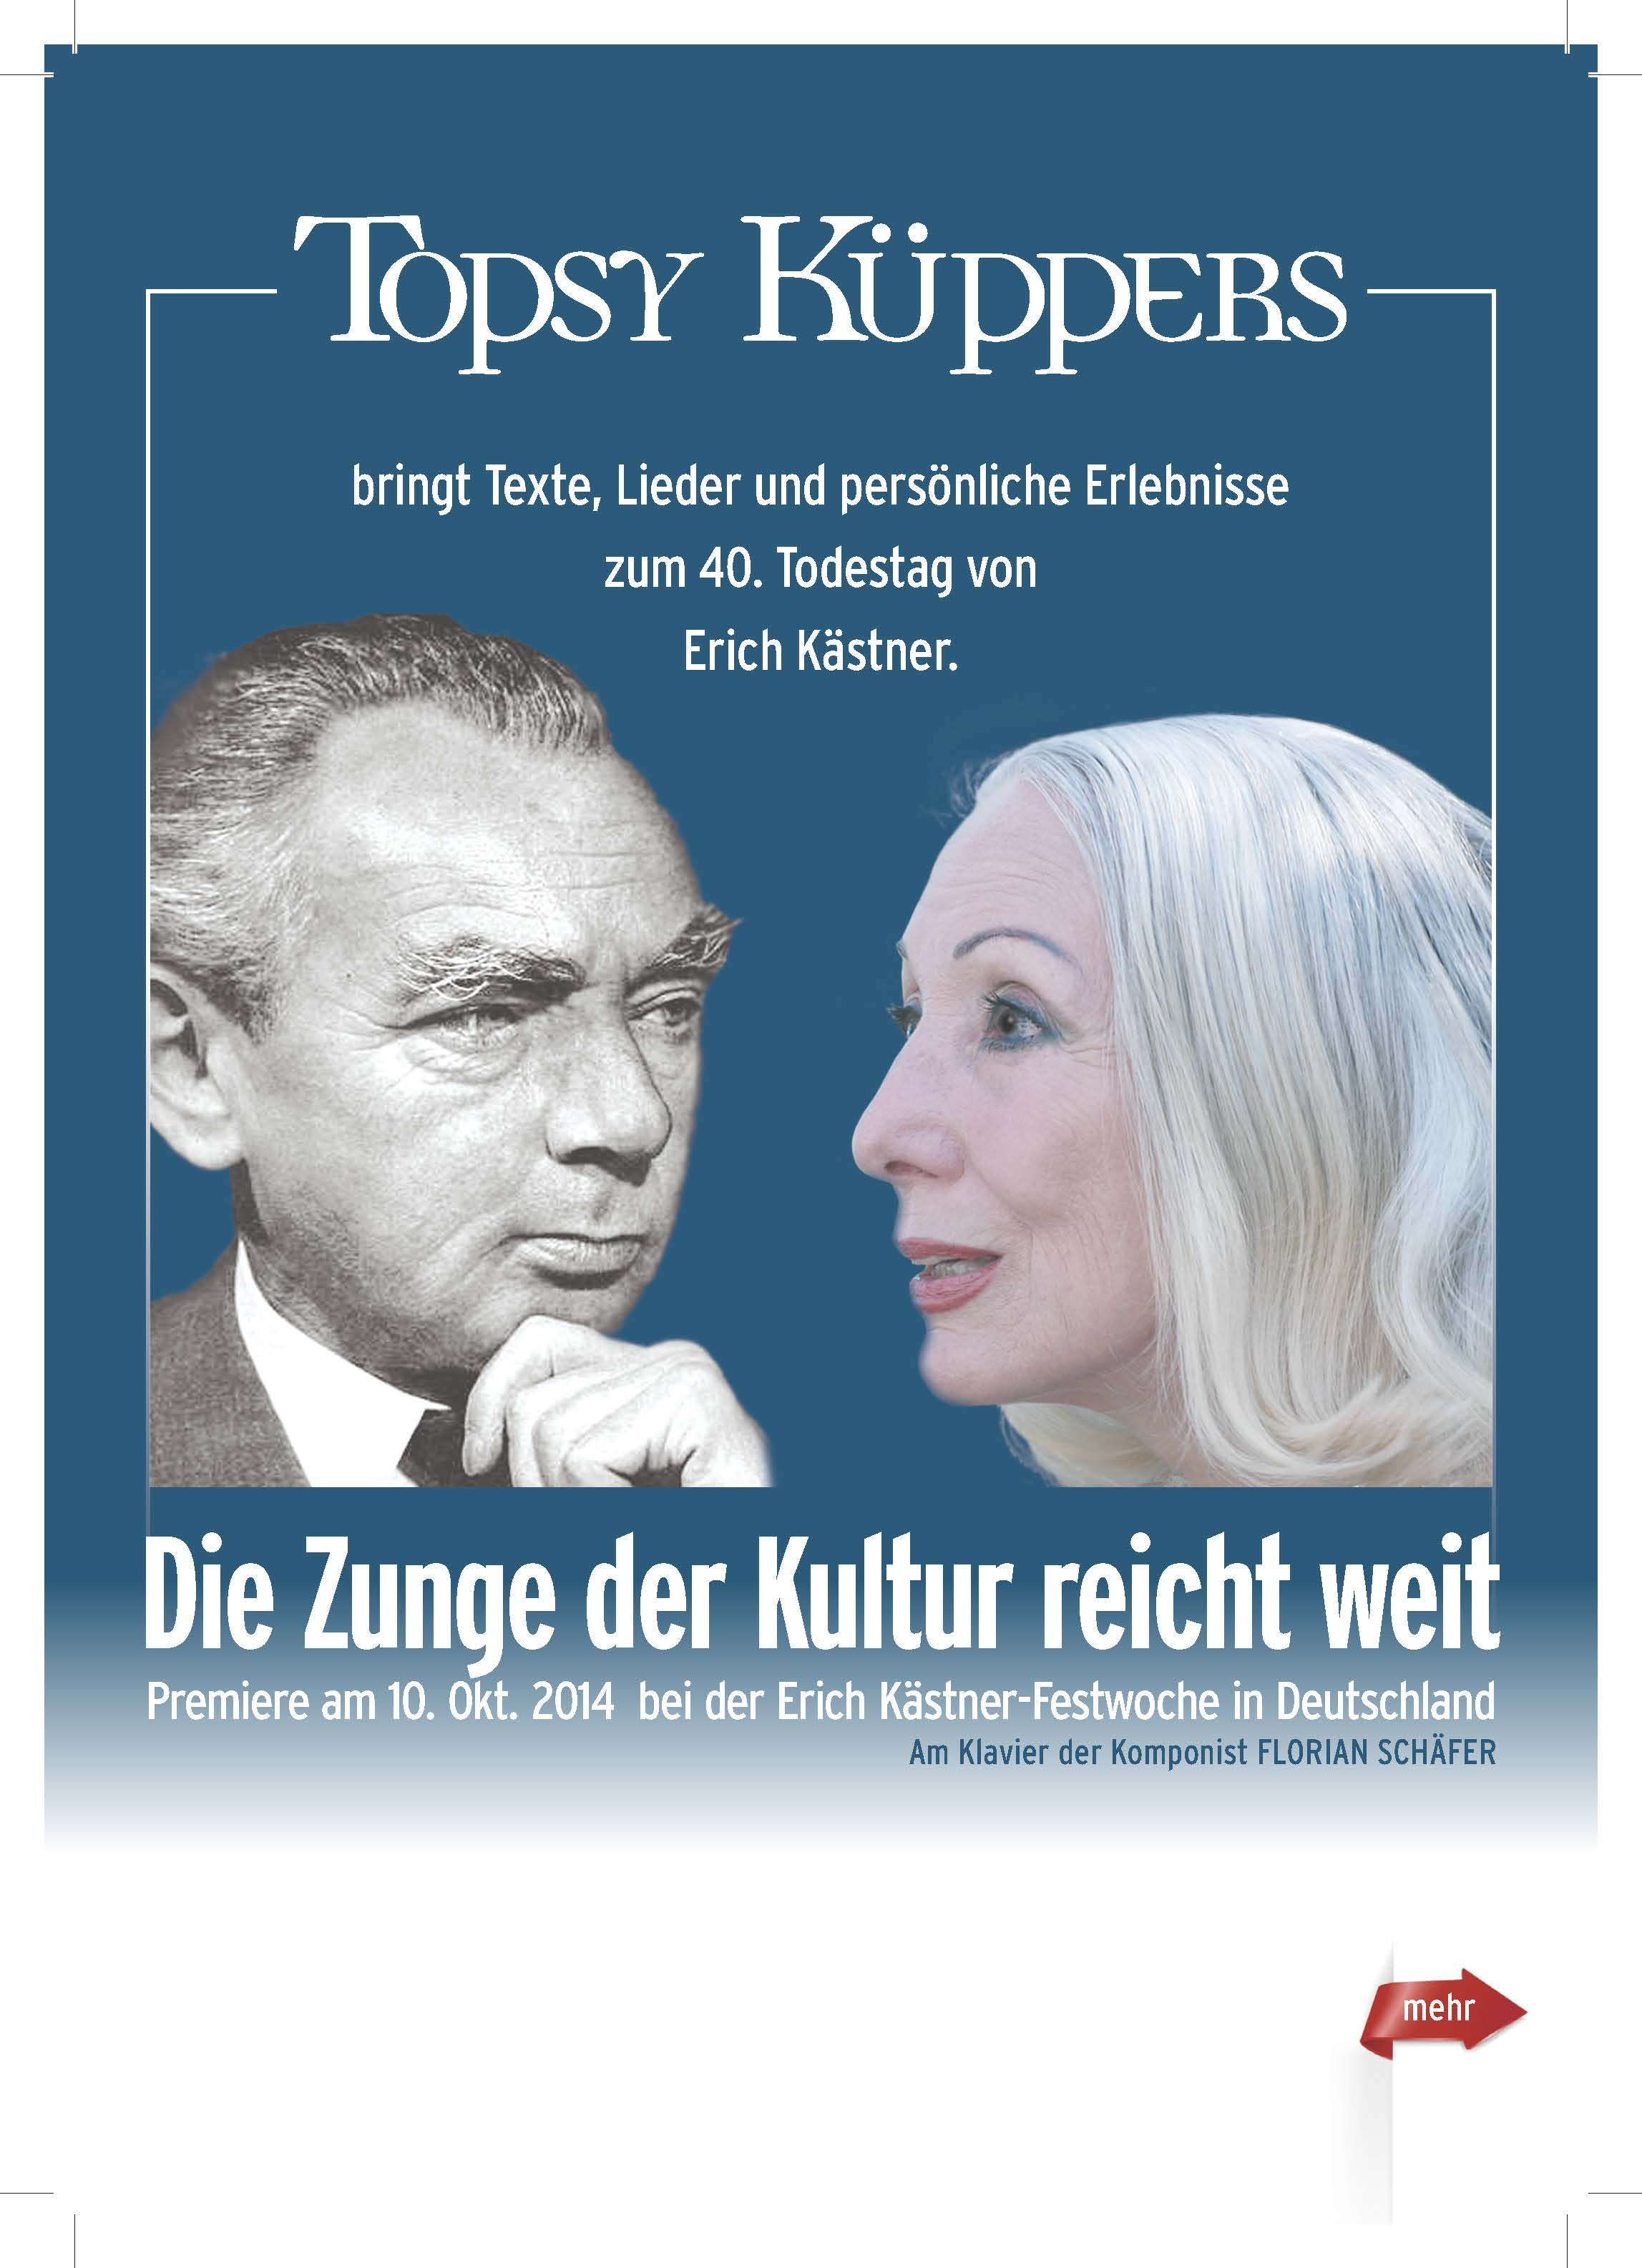 Topsy Küppers
bringt Texte, Lieder und persönliche Erlebnisse
zum 40. Todestag von
Erich Kästner.
Die Zunge der Kultur reicht weit
Premiere am 10. Okt. 2014 bei der Erich Kästner-Festwoche in Deutschland
Am Klavier der Komponist FLORIAN SCHÄFER
mehr